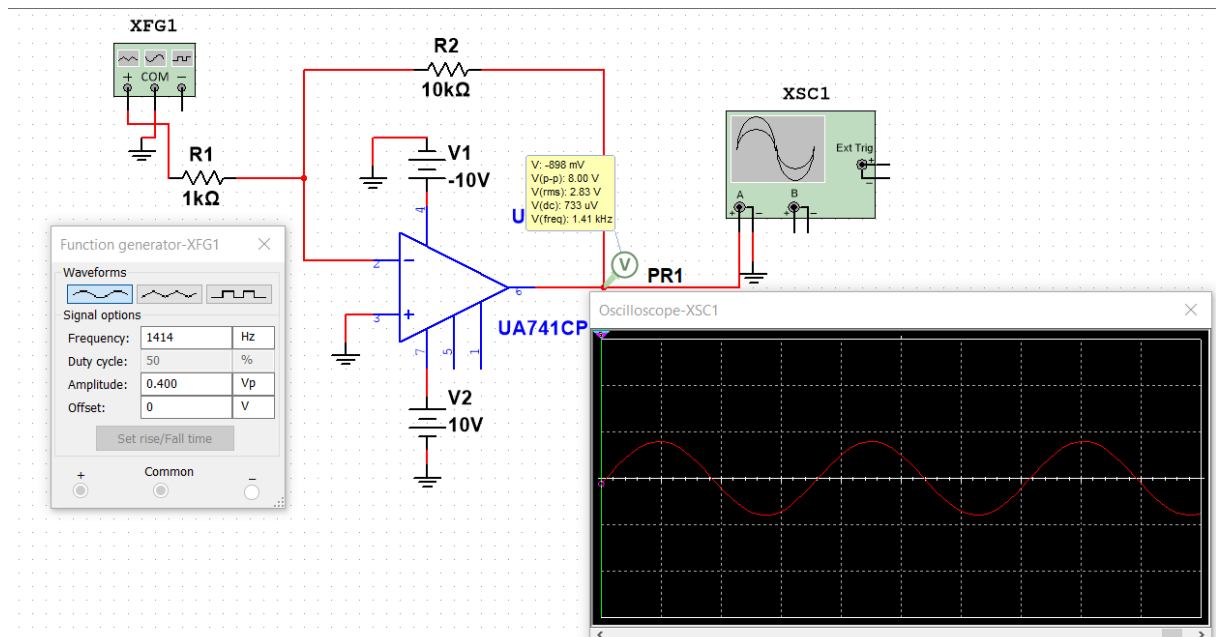 XFG1
+ COM −
R2
10kΩ
XSC1
Ext Trig
+
−
A
B
+ −
+ −
R1
1kΩ
V1
-10V
V: -898 mV
V(p-p): 8.00 V
V(rms): 2.83 V
V(dc): 733 uV
V(freq): 1.41 kHz
U
4
2
−
3
+
6
7
5
1
V
PR1
UA741CP
V2
10V
Function generator-XFG1
Waveforms
Signal options
Frequency: 1414 Hz
Duty cycle: 50 %
Amplitude: 0.400 Vp
Offset: 0 V
Set rise/Fall time
+ Common −
Oscilloscope-XSC1